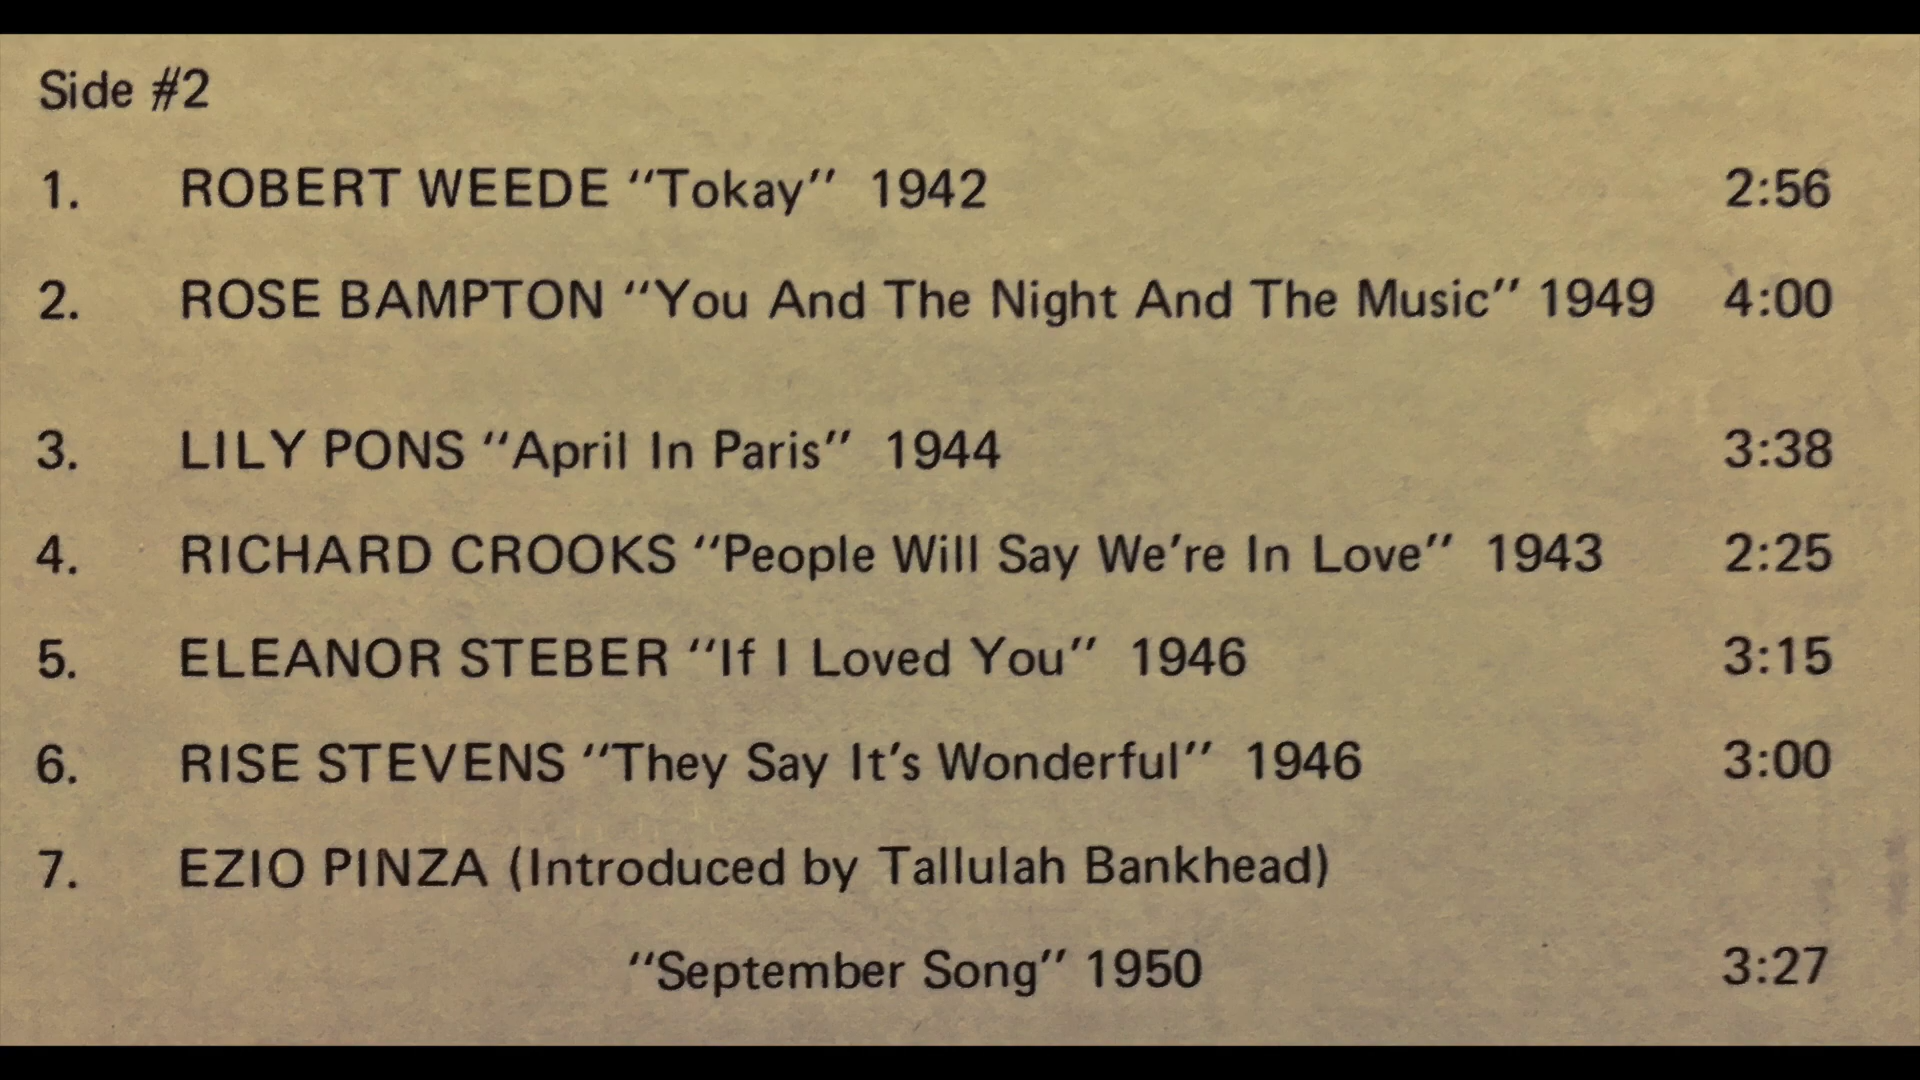 Side #2
1. ROBERT WEEDE "Tokay" 1942 2:56
2. ROSE BAMPTON "You And The Night And The Music" 1949 4:00
3. LILY PONS "April In Paris" 1944 3:38
4. RICHARD CROOKS "People Will Say We're In Love" 1943 2:25
5. ELEANOR STEBER "If I Loved You" 1946 3:15
6. RISE STEVENS "They Say It's Wonderful" 1946 3:00
7. EZIO PINZA (Introduced by Tallulah Bankhead)
"September Song" 1950 3:27